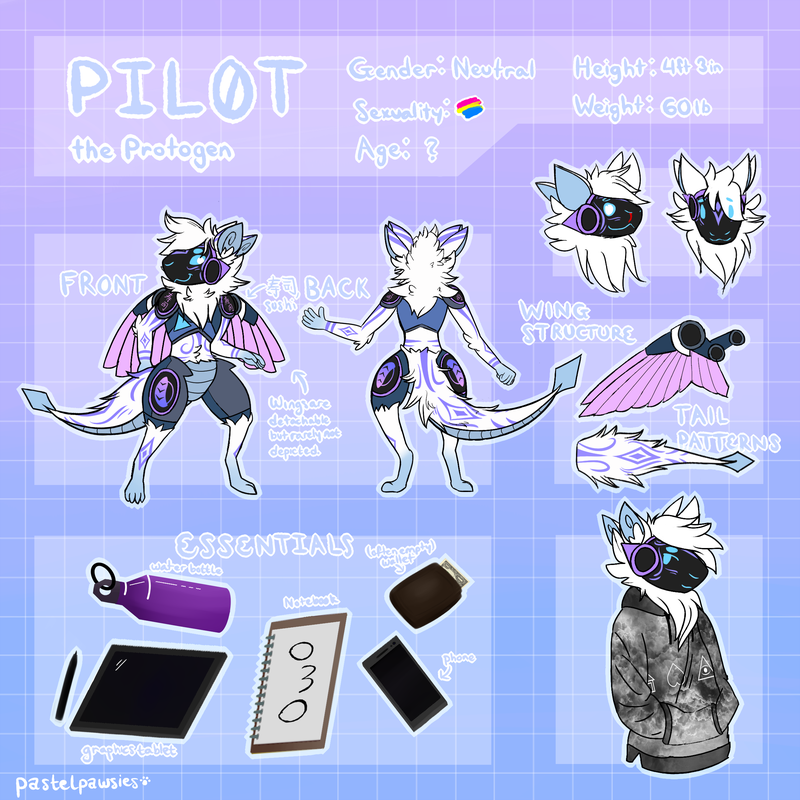 PILOT
the Protogen
Gender: Neutral
Sexuality:
Age: ?
Height: 4ft 3in
Weight: 60lb
FRONT
寿司
sushi
BACK
Wings are
detachable
but rarely not
depicted.
WING
STRUCTURE
TAIL
PATTERNS
ESSENTIALS
water bottle
Notebook
(often empty)
wallet
030
phone
graphics tablet
pastelpawsies